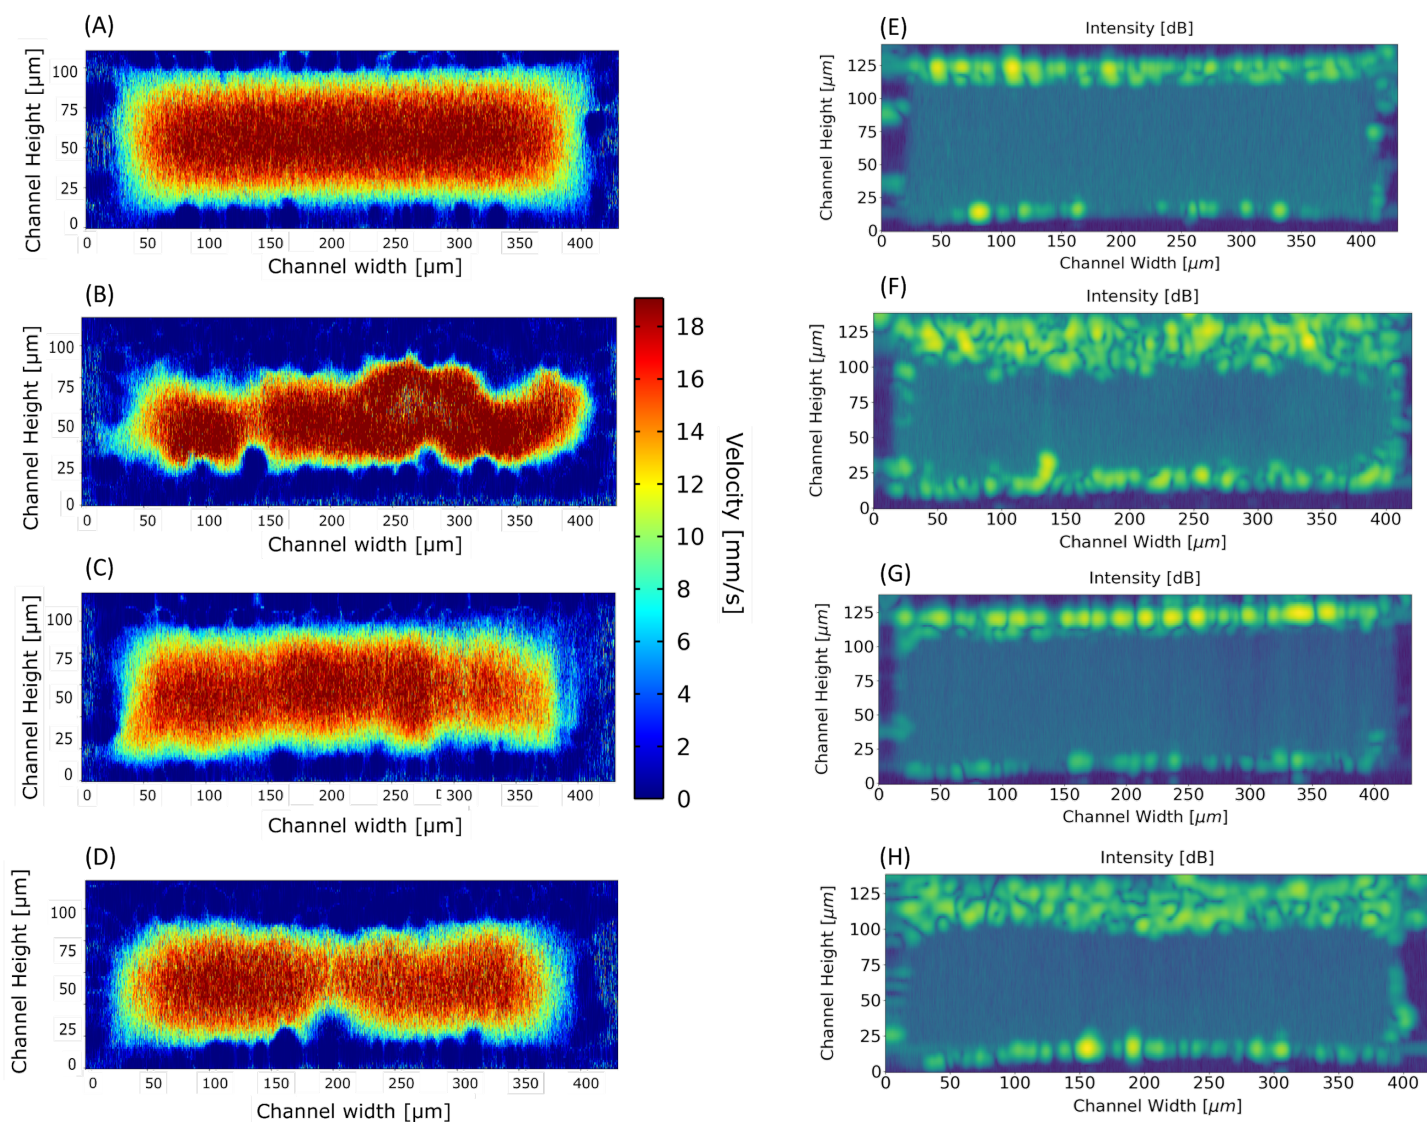 (A)
Channel Height [µm]
100
75
50
25
0
0 50 100 150 200 250 300 350 400
Channel width [µm]
(B)
Channel Height [µm]
100
75
50
25
0
0 50 100 150 200 250 300 350 400
Channel width [µm]
(C)
Channel Height [µm]
100
75
50
25
0
0 50 100 150 200 250 300 350 400
Channel width [µm]
(D)
Channel Height [µm]
100
75
50
25
0
0 50 100 150 200 250 300 350 400
Channel width [µm]
18
16
14
12
10
8
6
4
2
0
Velocity [mm/s]
(E)
Intensity [dB]
Channel Height [µm]
125
100
75
50
25
0
0 50 100 150 200 250 300 350 400
Channel Width [µm]
(F)
Intensity [dB]
Channel Height [µm]
125
100
75
50
25
0
0 50 100 150 200 250 300 350 400
Channel Width [µm]
(G)
Intensity [dB]
Channel Height [µm]
125
100
75
50
25
0
0 50 100 150 200 250 300 350 400
Channel Width [µm]
(H)
Intensity [dB]
Channel Height [µm]
125
100
75
50
25
0
0 50 100 150 200 250 300 350 400
Channel Width [µm]